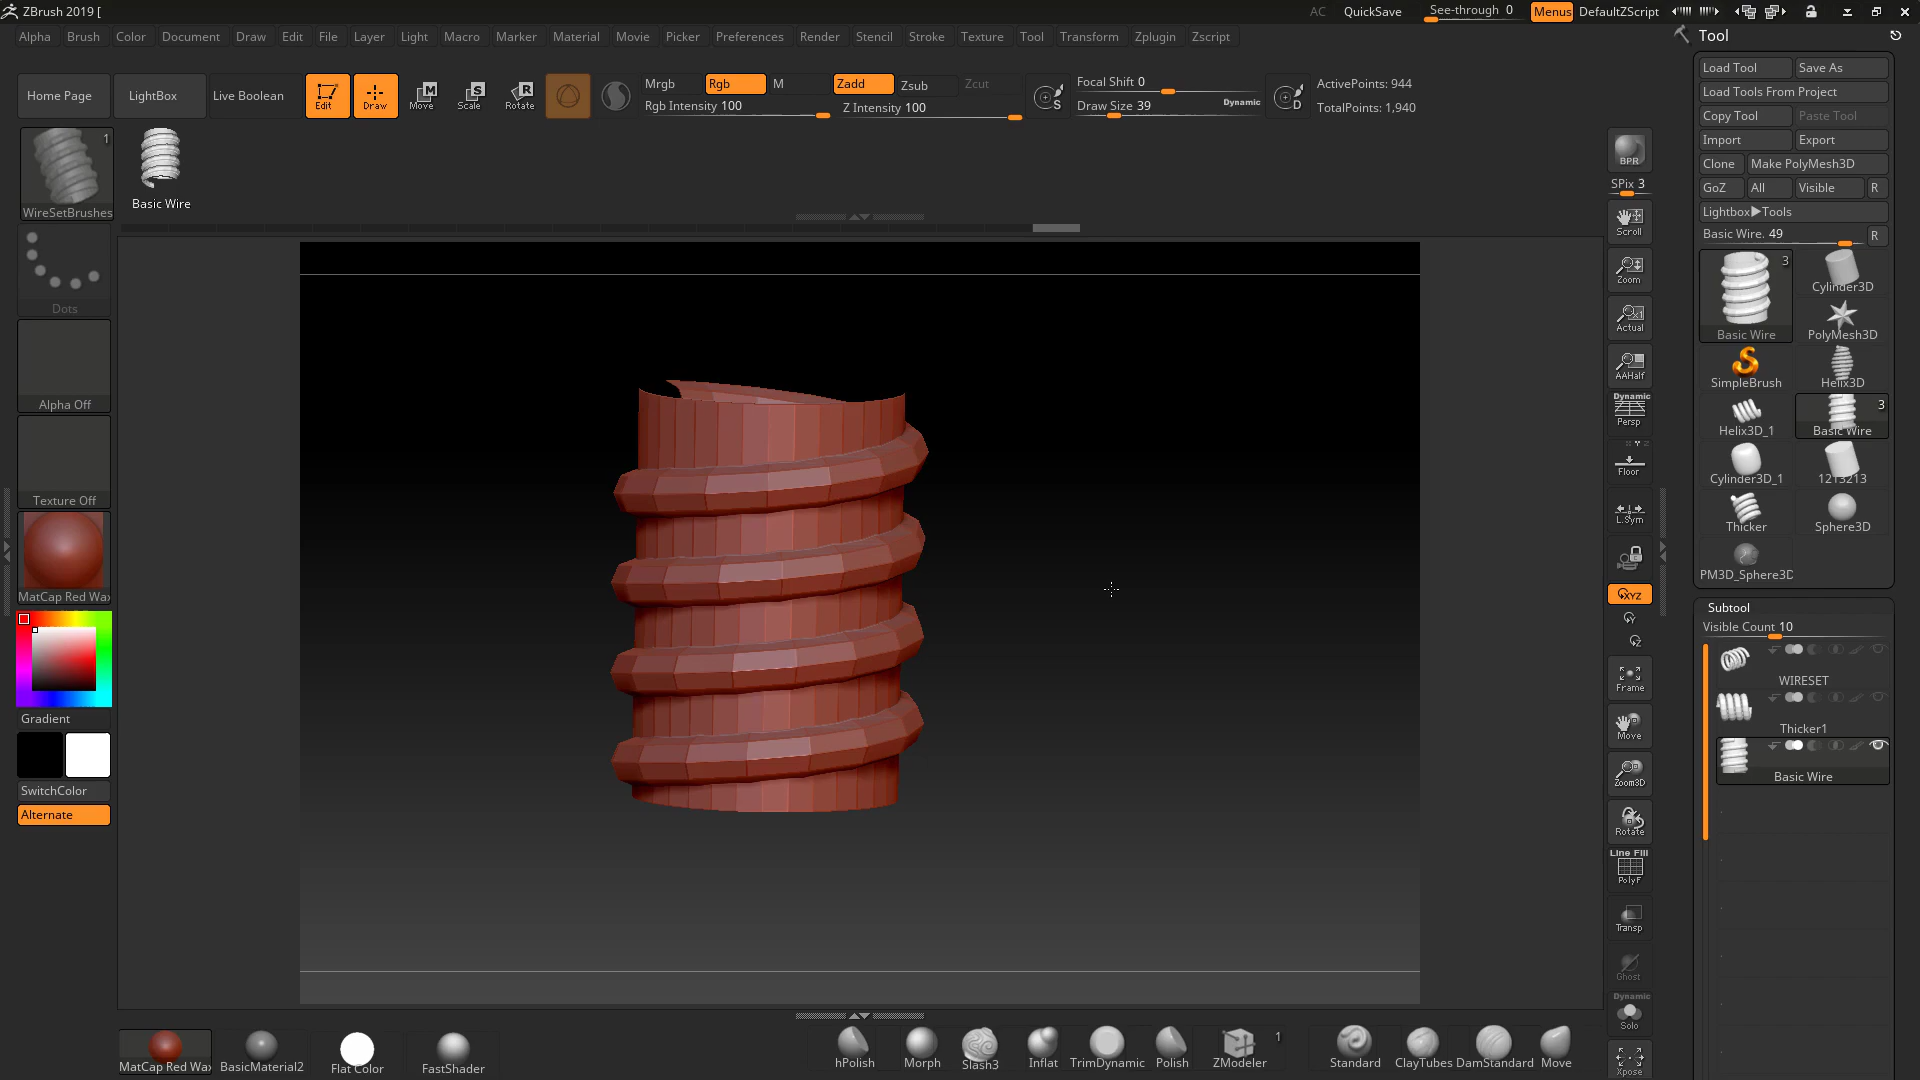 ZBrush 2019 [
AC QuickSave See-through 0 Menus DefaultZScript
Alpha Brush Color Document Draw Edit File Layer Light Macro Marker Material Movie Picker Preferences Render Stencil Stroke Texture Tool Transform Zplugin Zscript
Home Page LightBox Live Boolean Edit Draw Move Scale Rotate
Mrgb Rgb M Zadd Zsub Zcut
Rgb Intensity 100 Z Intensity 100
Focal Shift 0
Draw Size 39 Dynamic
ActivePoints: 944
TotalPoints: 1,940
1
WireSetBrushes
Basic Wire
Dots
Alpha Off
Texture Off
MatCap Red Wax
Gradient
SwitchColor
Alternate
BPR
SPix 3
Scroll
Zoom
Actual
AAHalf
Dynamic
Persp
Floor
L.Sym
XYZ
Y
Z
Frame
Move
Zoom3D
Rotate
Line Fill
PolyF
Transp
Ghost
Dynamic
Solo
Xpose
Tool
Load Tool Save As
Load Tools From Project
Copy Tool Paste Tool
Import Export
Clone Make PolyMesh3D
GoZ All Visible R
Lightbox▶Tools
Basic Wire. 49 R
3
Basic Wire
Cylinder3D
PolyMesh3D
SimpleBrush Helix3D
3
Helix3D_1 Basic Wire
Cylinder3D_1 1213213
Thicker Sphere3D
PM3D_Sphere3D
Subtool
Visible Count 10
WIRESET
Thicker1
Basic Wire
MatCap Red Wax BasicMaterial2 Flat Color FastShader
hPolish Morph Slash3 Inflat TrimDynamic Polish ZModeler 1 Standard ClayTubes DamStandard Move